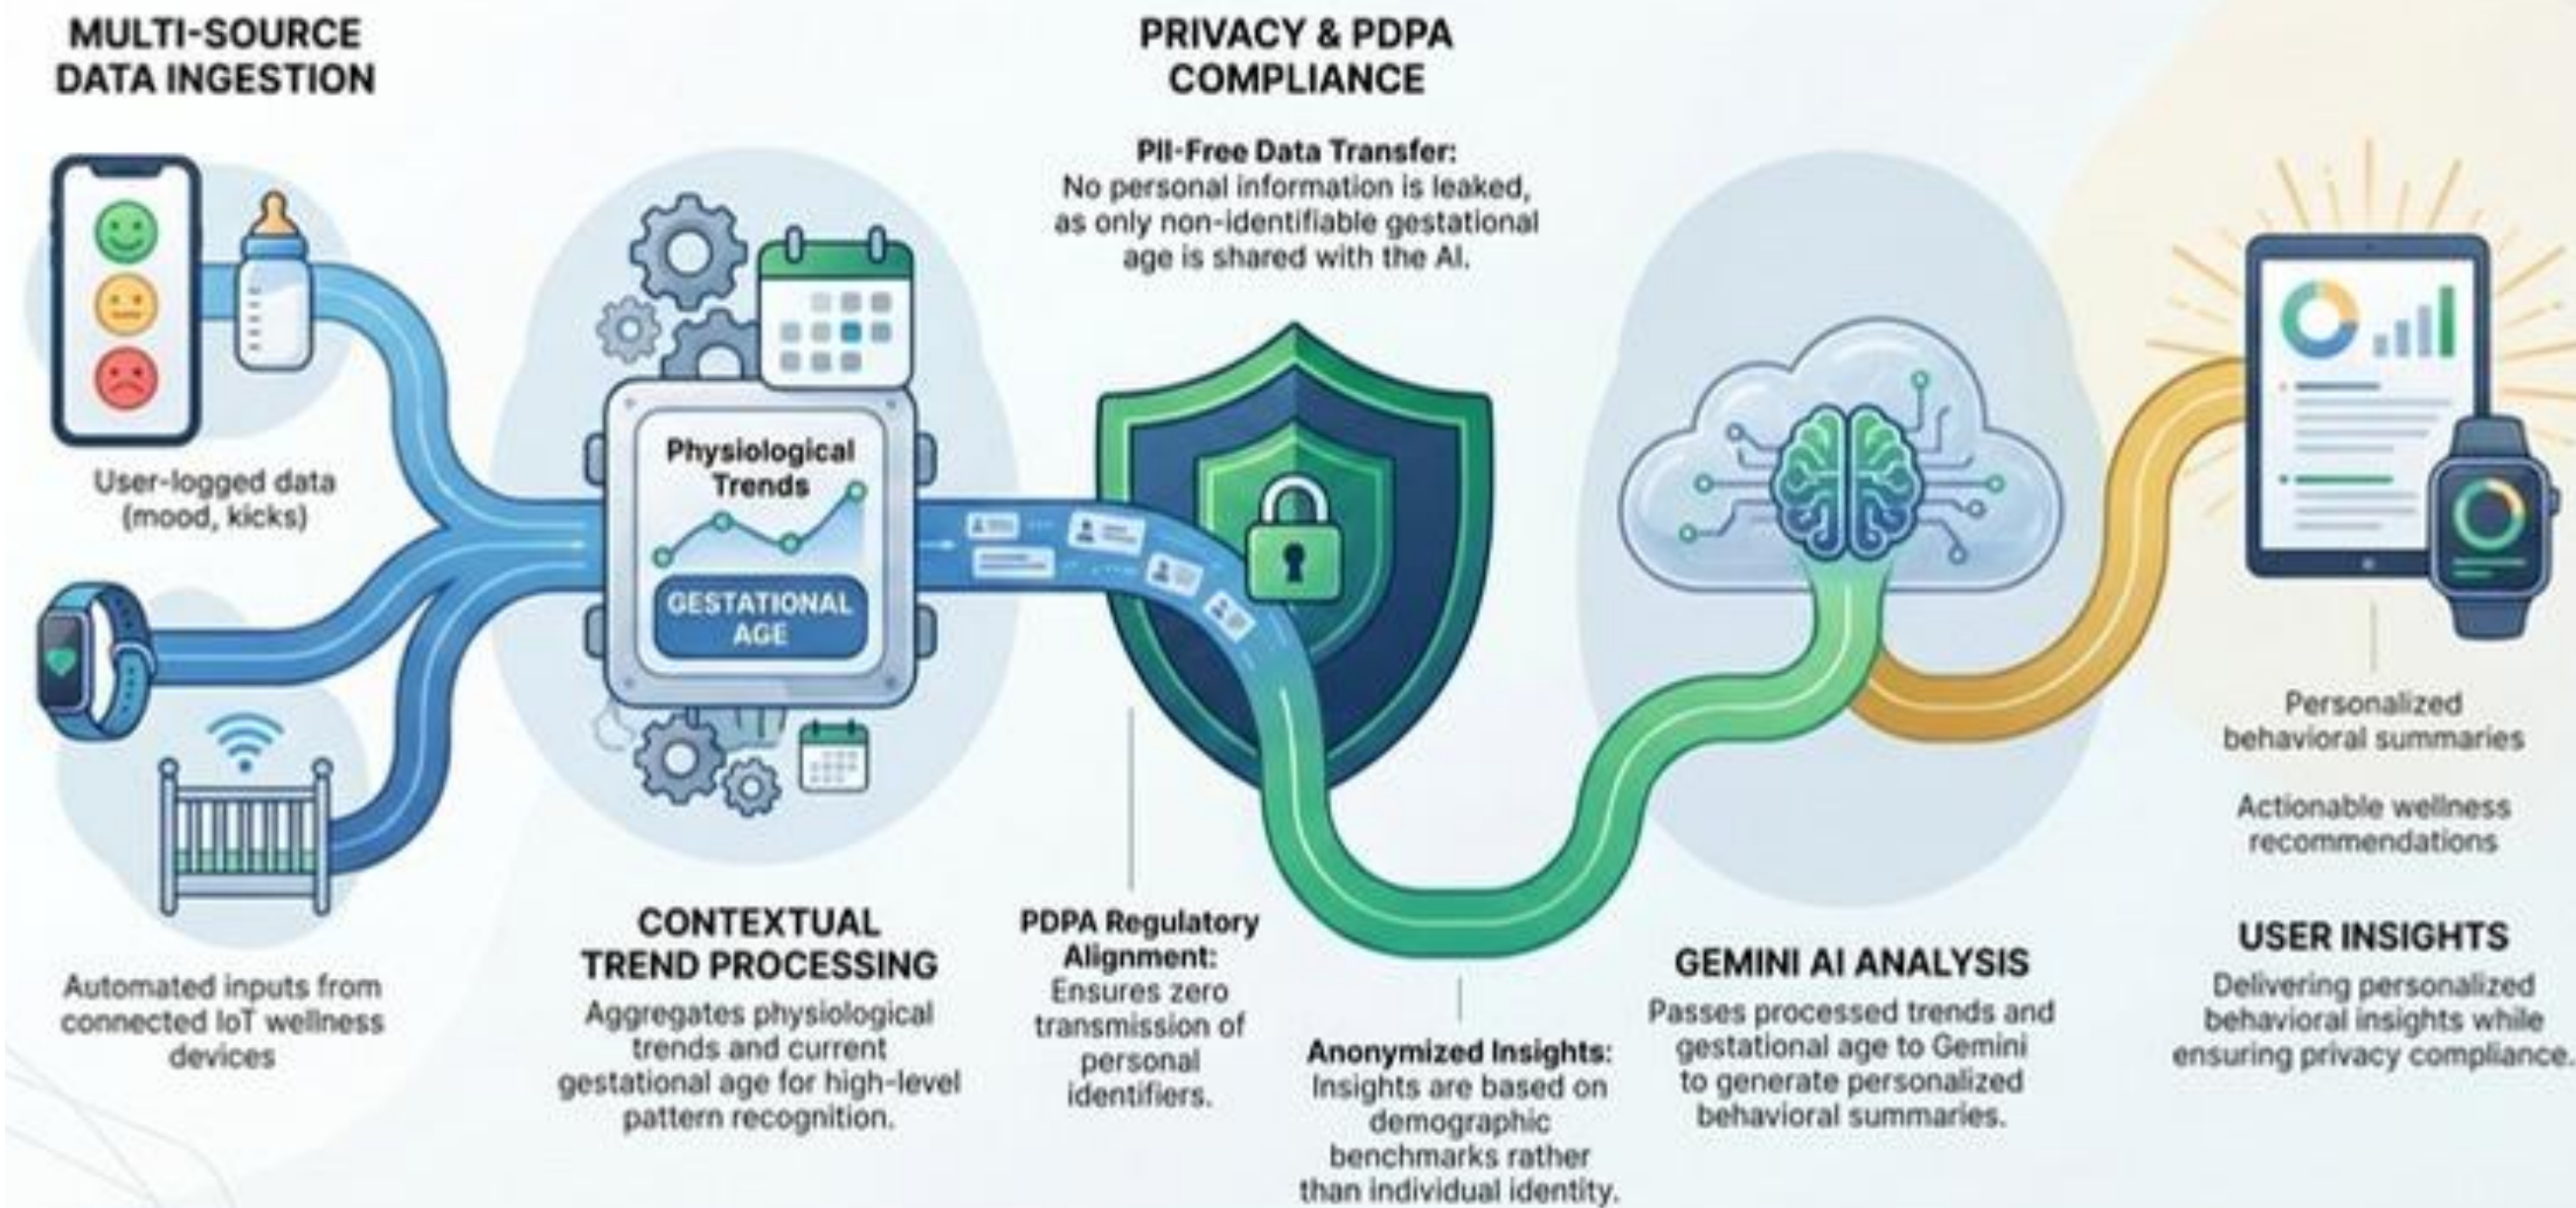 MULTI-SOURCE
DATA INGESTION
User-logged data
(mood, kicks)
Automated inputs from
connected IoT wellness
devices
Physiological
Trends
GESTATIONAL
AGE
CONTEXTUAL
TREND PROCESSING
Aggregates physiological
trends and current
gestational age for high-level
pattern recognition.
PRIVACY & PDPA
COMPLIANCE
PII-Free Data Transfer:
No personal information is leaked,
as only non-identifiable gestational
age is shared with the AI.
PDPA Regulatory
Alignment:
Ensures zero
transmission of
personal
identifiers.
Anonymized Insights:
Insights are based on
demographic
benchmarks rather
than individual identity.
GEMINI AI ANALYSIS
Passes processed trends and
gestational age to Gemini
to generate personalized
behavioral summaries.
Personalized
behavioral summaries
Actionable wellness
recommendations
USER INSIGHTS
Delivering personalized
behavioral insights while
ensuring privacy compliance.